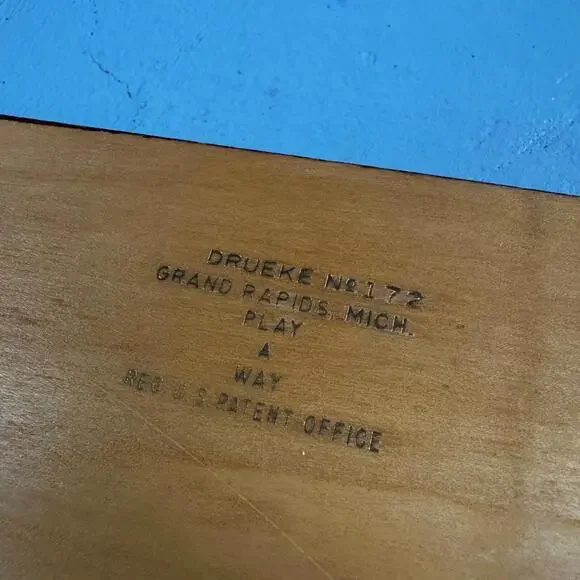 DRUEKE Nº 172
GRAND RAPIDS, MICH.
PLAY
A
WAY
REG U S PATENT OFFICE